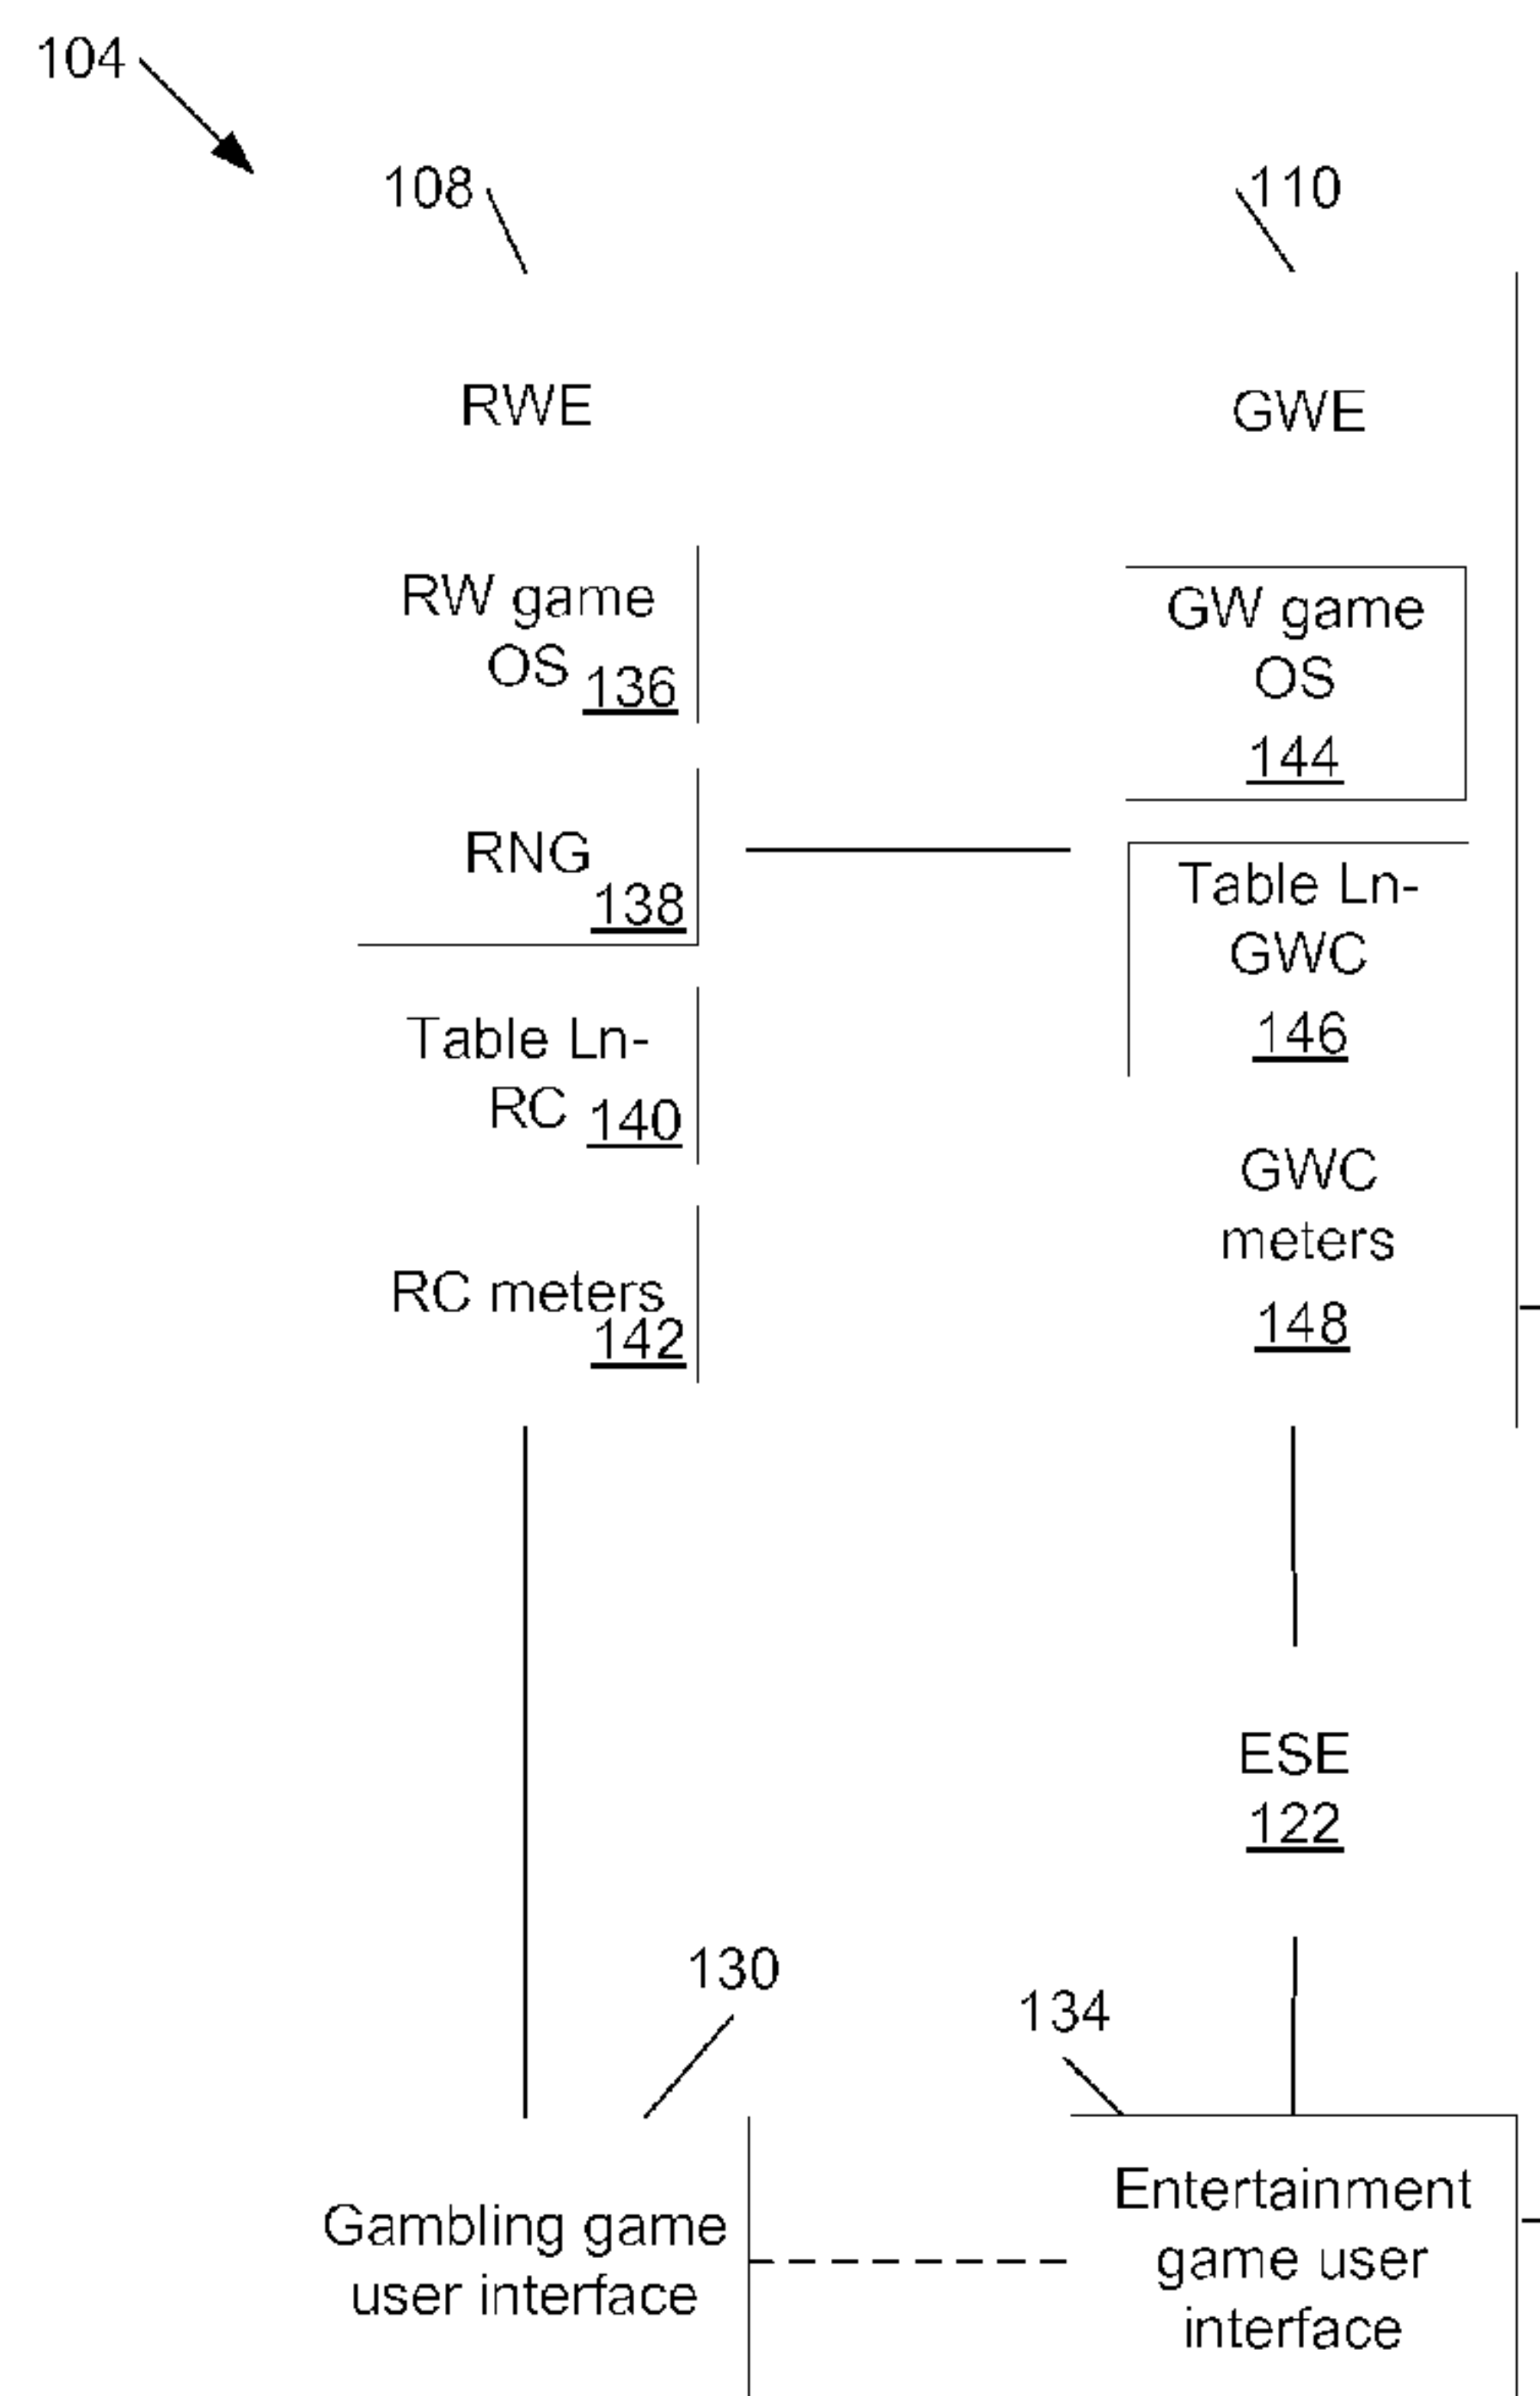 104
108
110
RWE
GWE
RW game
OS 136
GW game
OS
144
RNG
138
Table Ln-
GWC
146
Table Ln-
RC 140
GWC
meters
148
RC meters
142
ESE
122
130
134
Gambling game
user interface
Entertainment
game user
interface